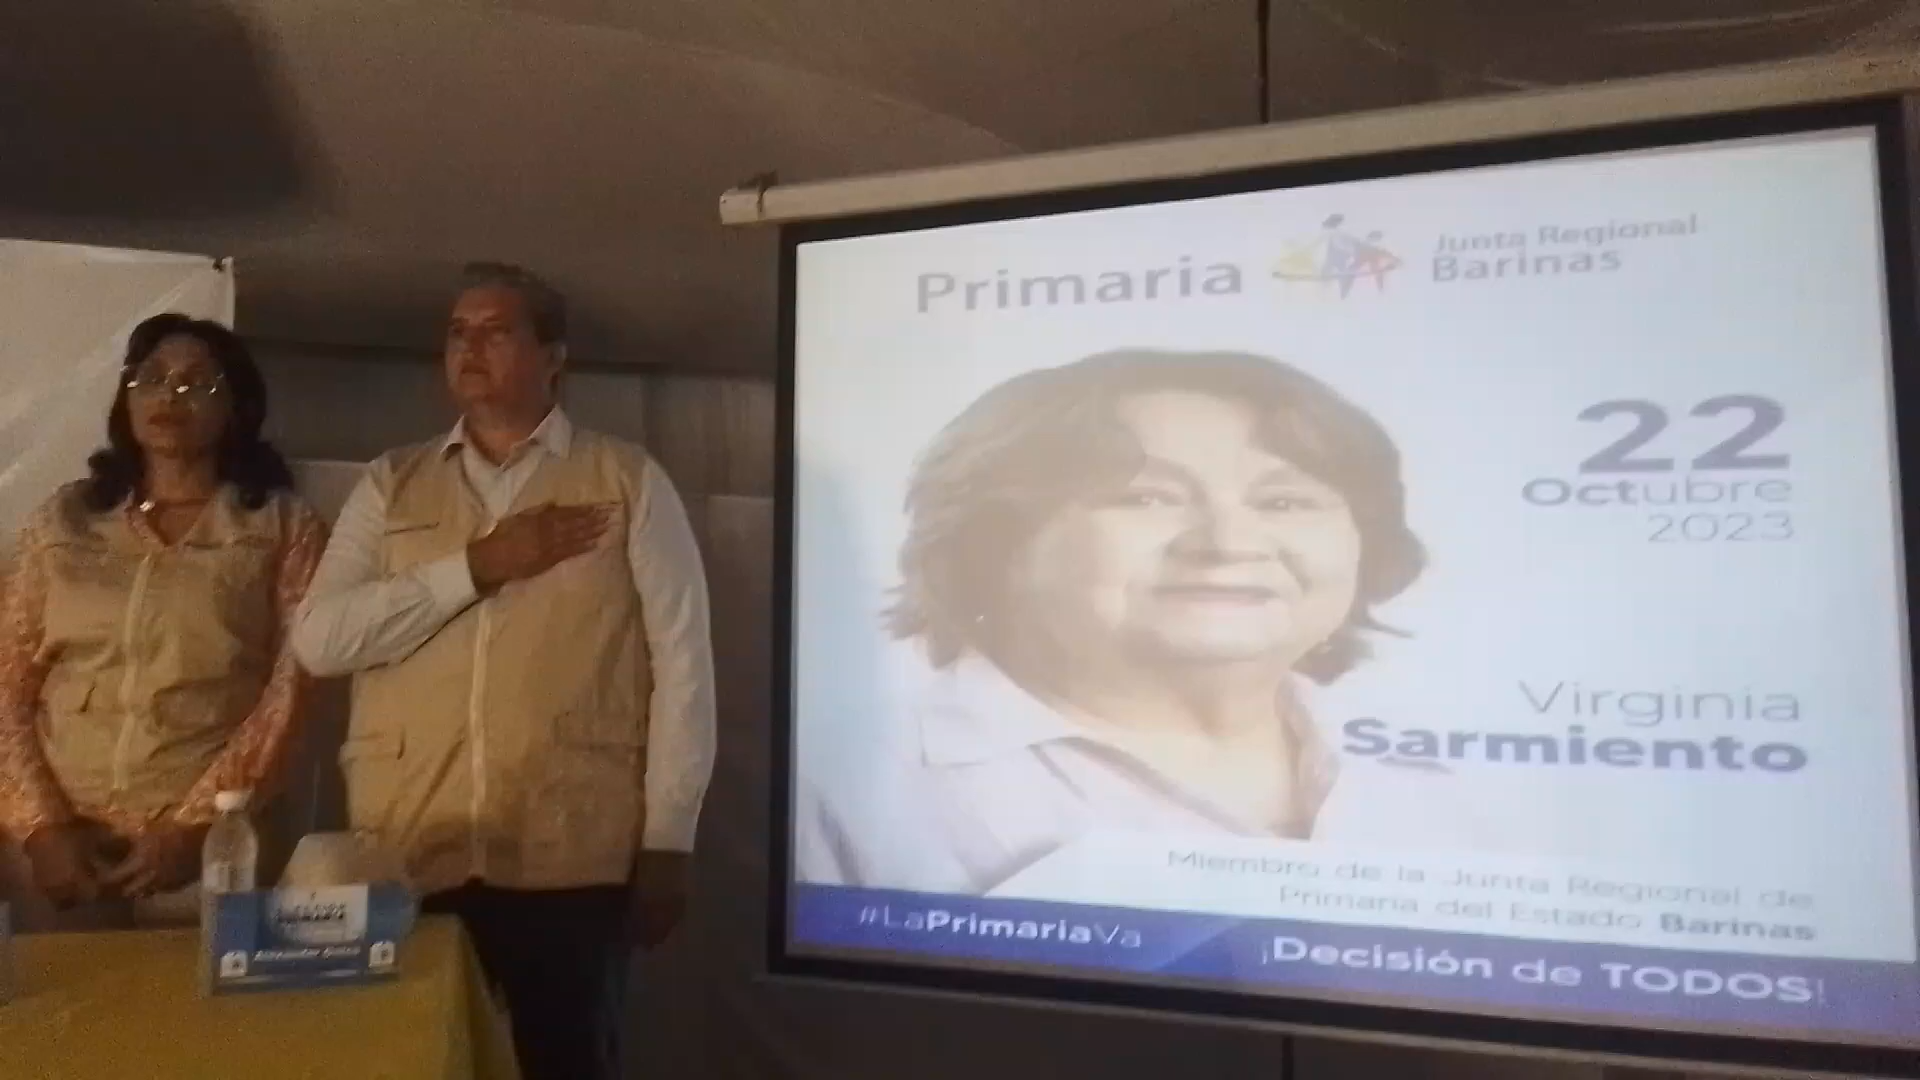 Primaria
Junta Regional
Barinas
22
Octubre
2023
Virginia
Sarmiento
Miembro de la Junta Regional de
Primaria del Estado Barinas
#LaPrimariaVa
¡Decisión de TODOS!